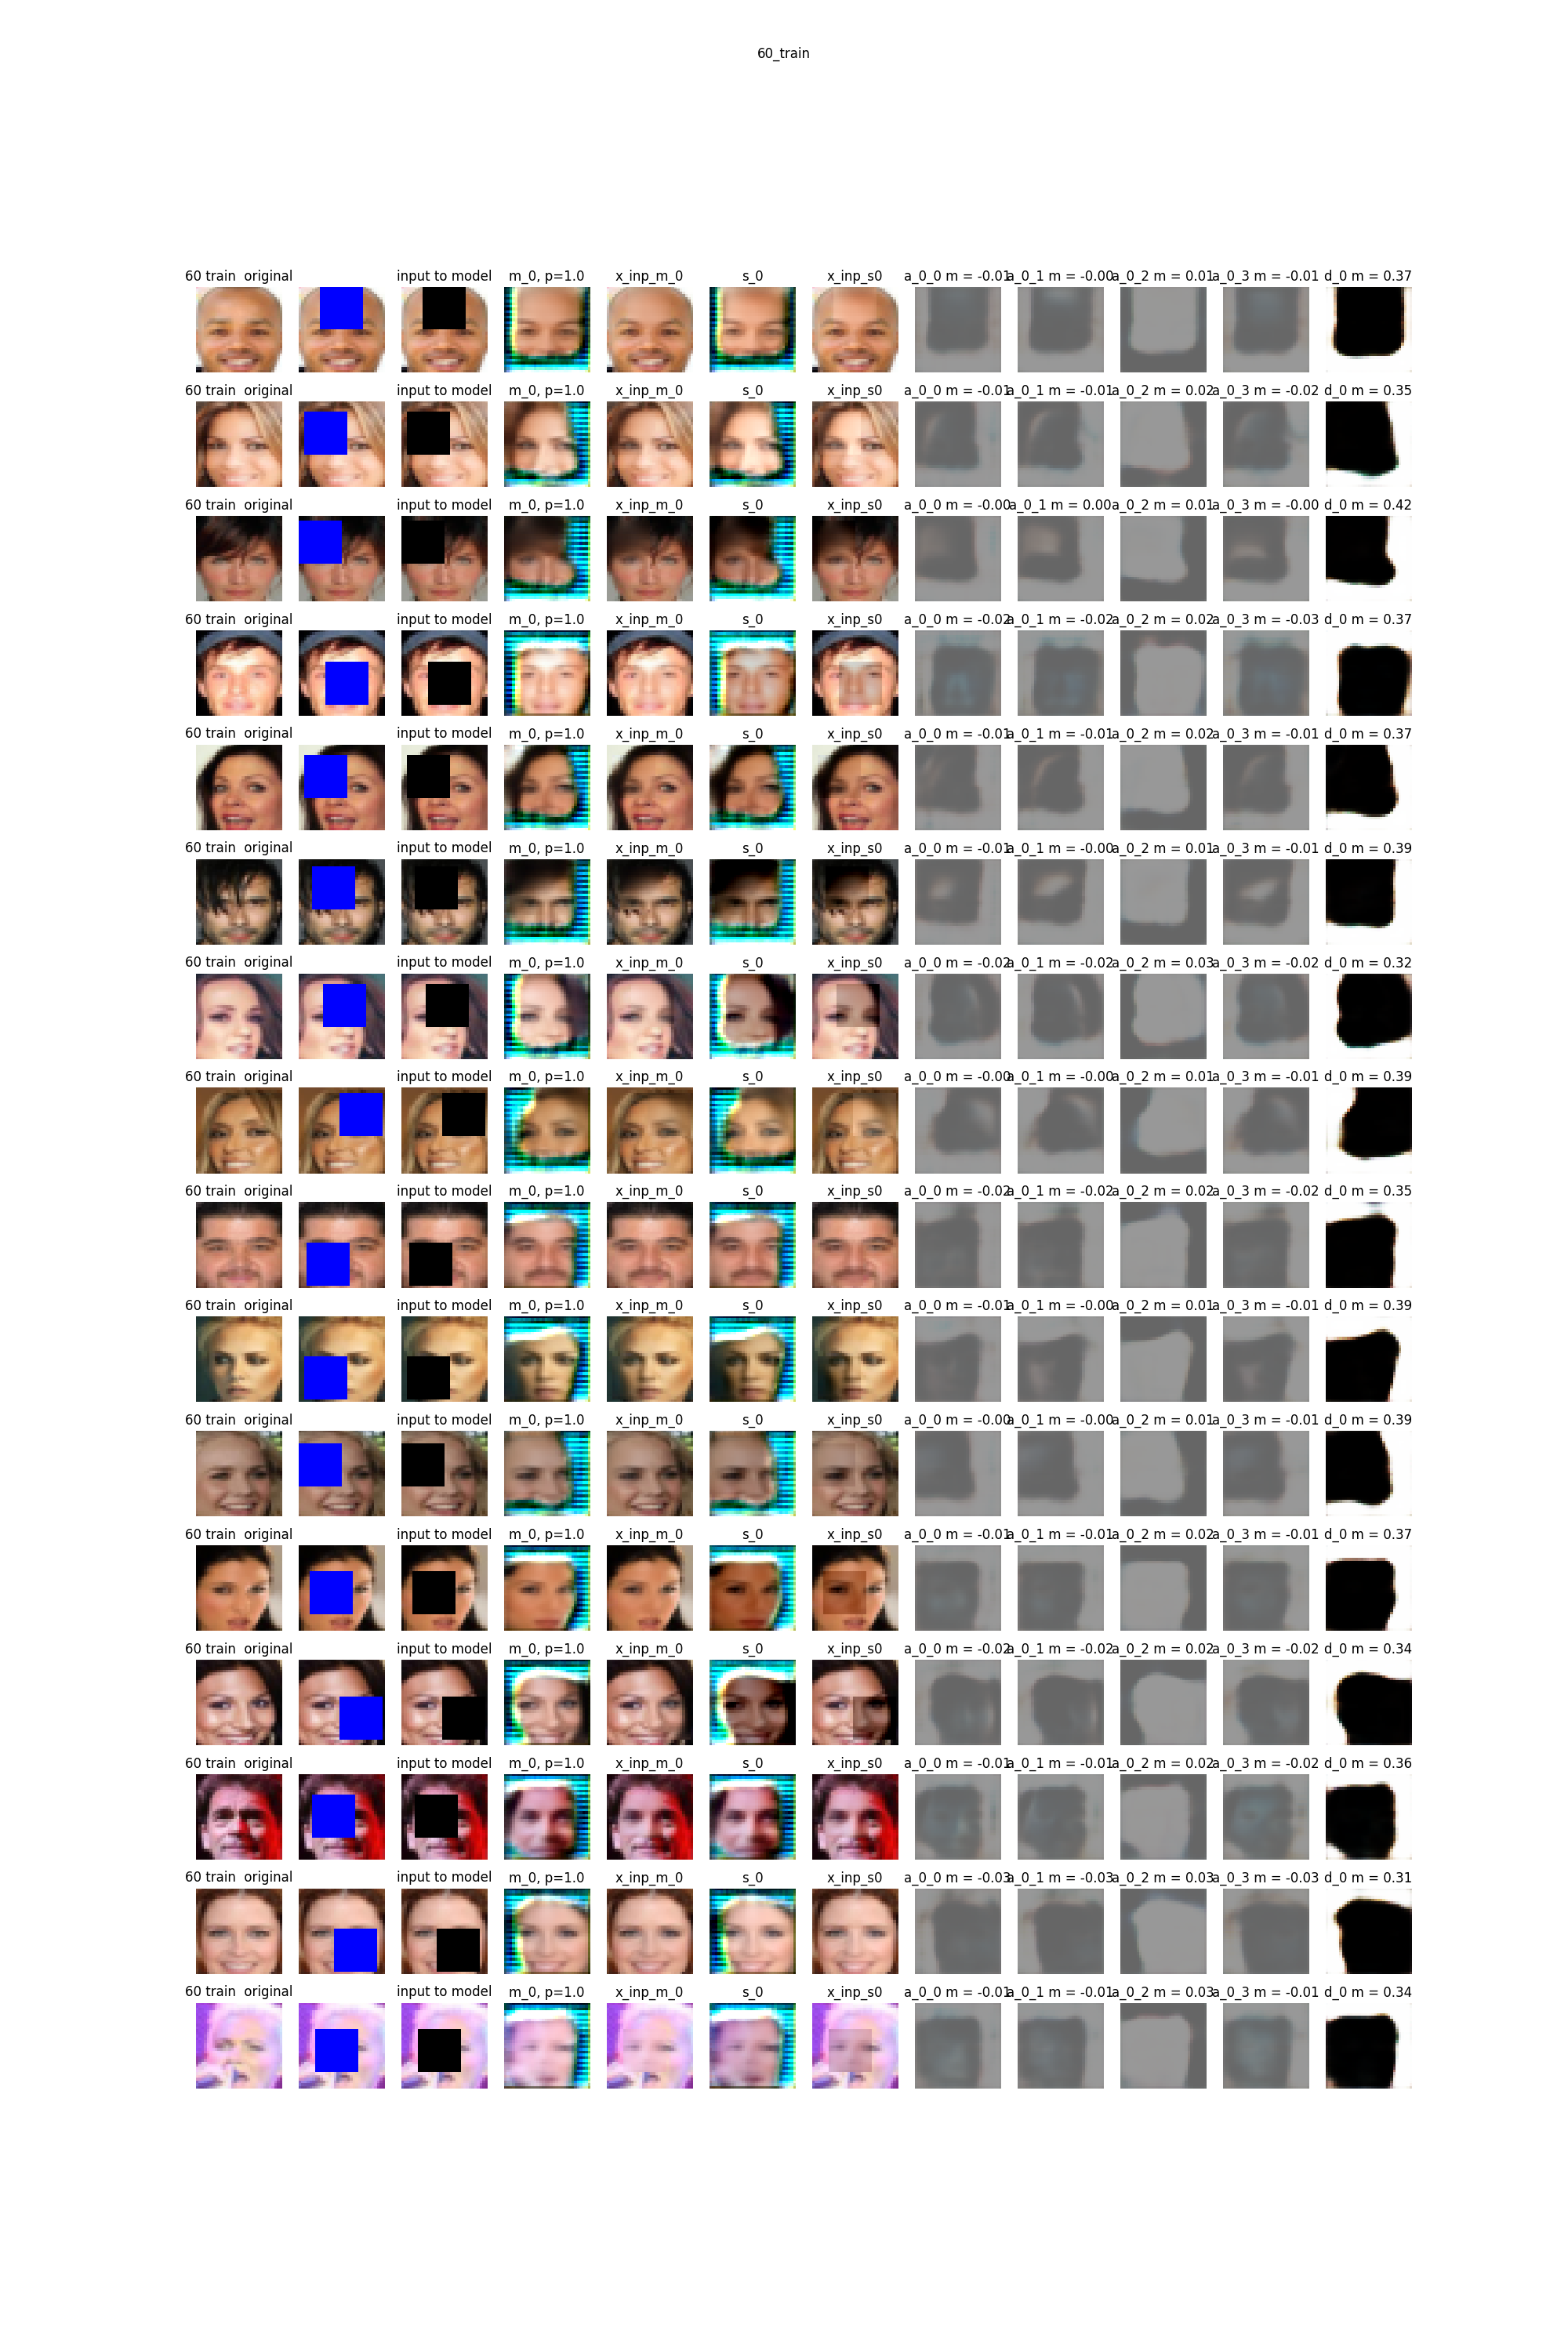 60_train
60 train  original input to model m_0, p=1.0 x_inp_m_0 s_0 x_inp_s0 a_0_0 m = -0.01 a_0_1 m = -0.00 a_0_2 m = 0.01 a_0_3 m = -0.01 d_0 m = 0.37
60 train  original input to model m_0, p=1.0 x_inp_m_0 s_0 x_inp_s0 a_0_0 m = -0.01 a_0_1 m = -0.01 a_0_2 m = 0.02 a_0_3 m = -0.02 d_0 m = 0.35
60 train  original input to model m_0, p=1.0 x_inp_m_0 s_0 x_inp_s0 a_0_0 m = -0.00 a_0_1 m = 0.00 a_0_2 m = 0.01 a_0_3 m = -0.00 d_0 m = 0.42
60 train  original input to model m_0, p=1.0 x_inp_m_0 s_0 x_inp_s0 a_0_0 m = -0.02 a_0_1 m = -0.02 a_0_2 m = 0.02 a_0_3 m = -0.03 d_0 m = 0.37
60 train  original input to model m_0, p=1.0 x_inp_m_0 s_0 x_inp_s0 a_0_0 m = -0.01 a_0_1 m = -0.01 a_0_2 m = 0.02 a_0_3 m = -0.01 d_0 m = 0.37
60 train  original input to model m_0, p=1.0 x_inp_m_0 s_0 x_inp_s0 a_0_0 m = -0.01 a_0_1 m = -0.00 a_0_2 m = 0.01 a_0_3 m = -0.01 d_0 m = 0.39
60 train  original input to model m_0, p=1.0 x_inp_m_0 s_0 x_inp_s0 a_0_0 m = -0.02 a_0_1 m = -0.02 a_0_2 m = 0.03 a_0_3 m = -0.02 d_0 m = 0.32
60 train  original input to model m_0, p=1.0 x_inp_m_0 s_0 x_inp_s0 a_0_0 m = -0.00 a_0_1 m = -0.00 a_0_2 m = 0.01 a_0_3 m = -0.01 d_0 m = 0.39
60 train  original input to model m_0, p=1.0 x_inp_m_0 s_0 x_inp_s0 a_0_0 m = -0.02 a_0_1 m = -0.02 a_0_2 m = 0.02 a_0_3 m = -0.02 d_0 m = 0.35
60 train  original input to model m_0, p=1.0 x_inp_m_0 s_0 x_inp_s0 a_0_0 m = -0.01 a_0_1 m = -0.00 a_0_2 m = 0.01 a_0_3 m = -0.01 d_0 m = 0.39
60 train  original input to model m_0, p=1.0 x_inp_m_0 s_0 x_inp_s0 a_0_0 m = -0.00 a_0_1 m = -0.00 a_0_2 m = 0.01 a_0_3 m = -0.01 d_0 m = 0.39
60 train  original input to model m_0, p=1.0 x_inp_m_0 s_0 x_inp_s0 a_0_0 m = -0.01 a_0_1 m = -0.01 a_0_2 m = 0.02 a_0_3 m = -0.01 d_0 m = 0.37
60 train  original input to model m_0, p=1.0 x_inp_m_0 s_0 x_inp_s0 a_0_0 m = -0.02 a_0_1 m = -0.02 a_0_2 m = 0.02 a_0_3 m = -0.02 d_0 m = 0.34
60 train  original input to model m_0, p=1.0 x_inp_m_0 s_0 x_inp_s0 a_0_0 m = -0.01 a_0_1 m = -0.01 a_0_2 m = 0.02 a_0_3 m = -0.02 d_0 m = 0.36
60 train  original input to model m_0, p=1.0 x_inp_m_0 s_0 x_inp_s0 a_0_0 m = -0.03 a_0_1 m = -0.03 a_0_2 m = 0.03 a_0_3 m = -0.03 d_0 m = 0.31
60 train  original input to model m_0, p=1.0 x_inp_m_0 s_0 x_inp_s0 a_0_0 m = -0.01 a_0_1 m = -0.01 a_0_2 m = 0.03 a_0_3 m = -0.01 d_0 m = 0.34